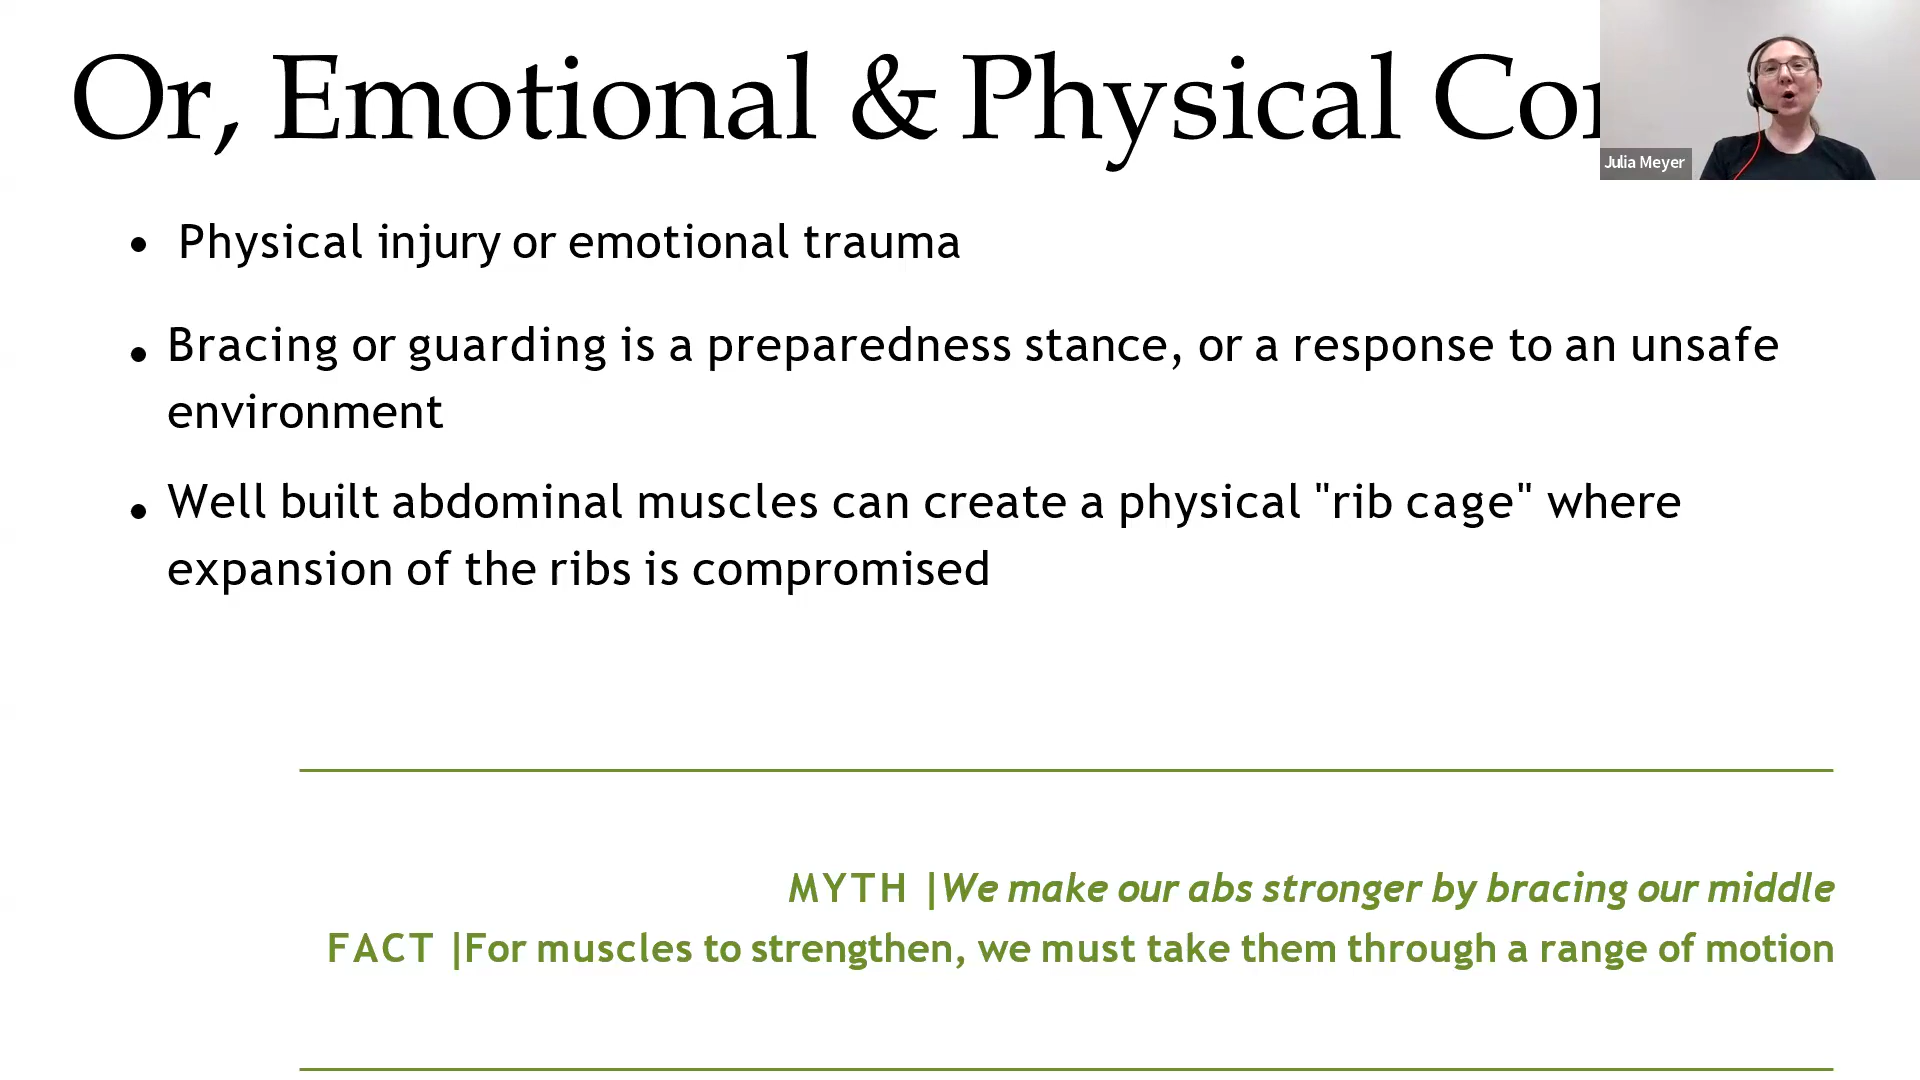 Or, Emotional & Physical
Julia Meyer
• Physical injury or emotional trauma
• Bracing or guarding is a preparedness stance, or a response to an unsafe
environment
• Well built abdominal muscles can create a physical "rib cage" where
expansion of the ribs is compromised
MYTH |We make our abs stronger by bracing our middle
FACT |For muscles to strengthen, we must take them through a range of motion